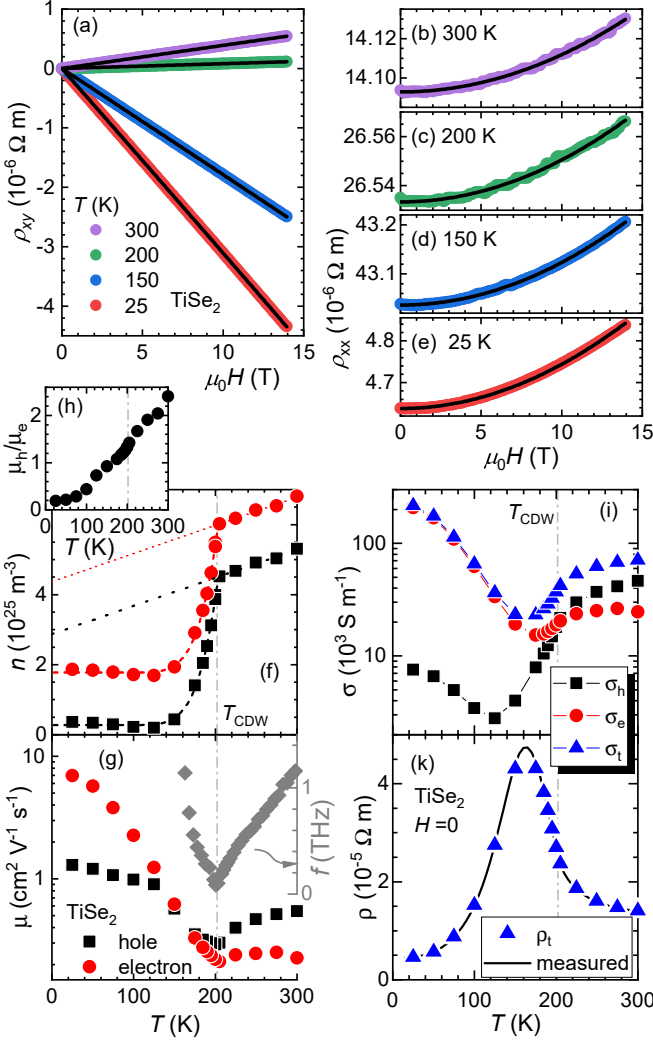 (a)
1
0
-1
-2
-3
-4
ρxy (10⁻⁶ Ω m)
T (K)
300
200
150
25
TiSe₂
0 5 10 15
μ₀H (T)
(b) 300 K
14.12
14.10
(c) 200 K
26.56
26.54
(d) 150 K
43.2
43.1
(e) 25 K
4.8
4.7
ρxx (10⁻⁶ Ω m)
0 5 10 15
μ₀H (T)
(h)
2
1
0
μh/μe
0 100 200 300
T (K)
(f)
4
2
0
n (10²⁵ m⁻³)
TCDW
(g)
10
1
μ (cm² V⁻¹ s⁻¹)
1
0
f (THz)
TiSe₂
hole
electron
0 100 200 300
T (K)
(i)
TCDW
100
10
σ (10³ S m⁻¹)
σh
σe
σt
(k)
TiSe₂
H =0
4
2
0
ρ (10⁻⁵ Ω m)
ρt
measured
0 100 200 300
T (K)